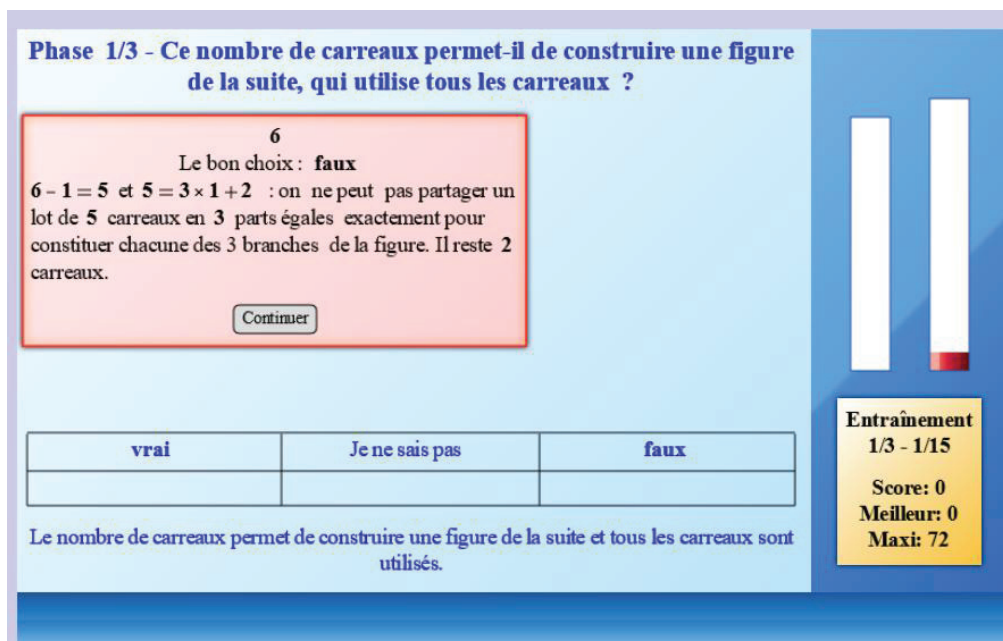 Phase 1/3 - Ce nombre de carreaux permet-il de construire une figure
de la suite, qui utilise tous les carreaux ?
6
Le bon choix : faux
6 - 1 = 5 et 5 = 3 × 1 + 2 : on ne peut pas partager un
lot de 5 carreaux en 3 parts égales exactement pour
constituer chacune des 3 branches de la figure. Il reste 2
carreaux.
Continuer
vrai Je ne sais pas faux
Le nombre de carreaux permet de construire une figure de la suite et tous les carreaux sont
utilisés.
Entraînement
1/3 - 1/15
Score: 0
Meilleur: 0
Maxi: 72